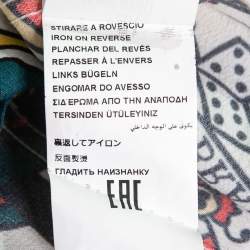 STIRARE A ROVESCIO
IRON ON REVERSE
PLANCHAR DEL REVÉS
REPASSER À L'ENVERS
LINKS BÜGELN
ENGOMAR DO AVESSO
ΣΙΔΕΡΩΜΑ ΑΠΟ ΤΗΝ ΑΝΑΠΟΔΗ
TERSINDEN ÜTÜLEYINIZ
يكوى على الوجه الداخلي
裏返してアイロン
反面熨烫
ГЛАДИТЬ НАИЗНАНКУ
EAC